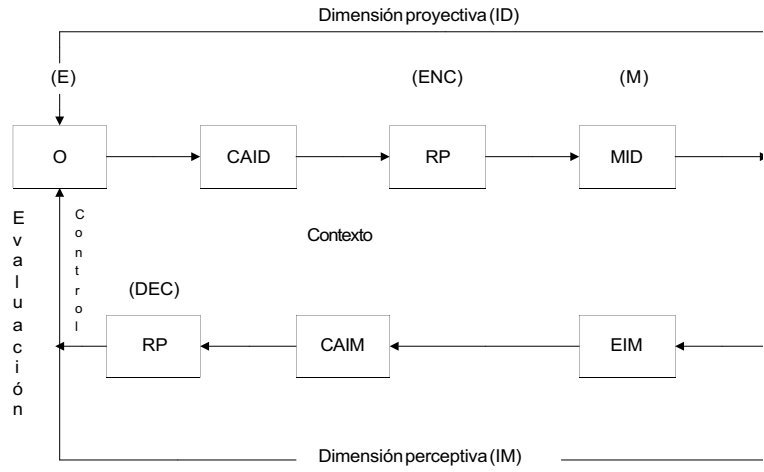 Dimensión proyectiva (ID)
(E)
(ENC)
(M)
O
CAID
RP
MID
Evaluación
Control
Contexto
(DEC)
RP
CAIM
EIM
Dimensión perceptiva (IM)